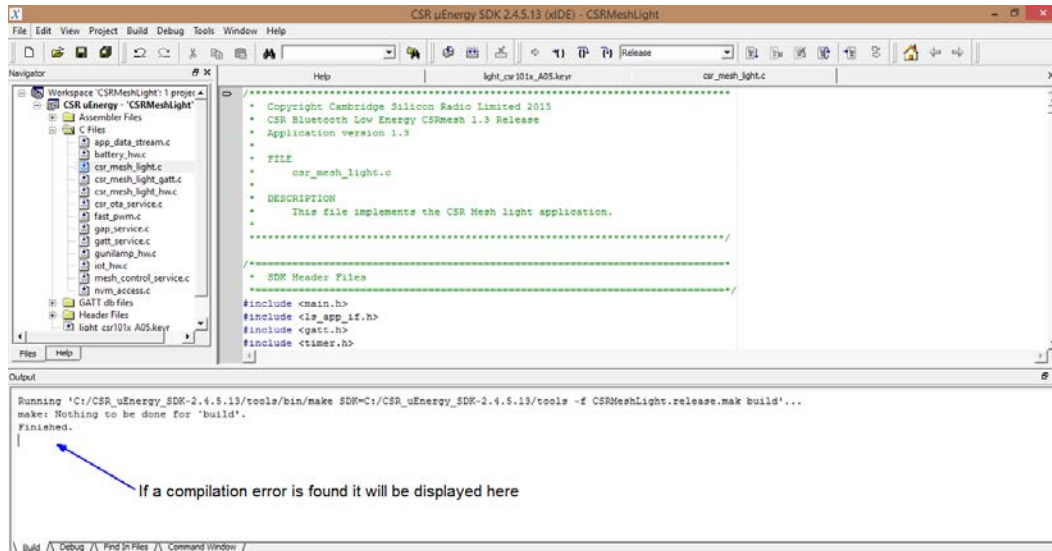 CSR µEnergy SDK 2.4.5.13 (xIDE) - CSRMeshLight
File Edit View Project Build Debug Tools Window Help
Release
Navigator
Help
light_csr101x_A05.keyr
csr_mesh_light.c
Workspace 'CSRMeshLight': 1 projec
CSR uEnergy - 'CSRMeshLight'
Assembler Files
C Files
app_data_stream.c
battery_hw.c
csr_mesh_light.c
csr_mesh_light_gatt.c
csr_mesh_light_hw.c
csr_ota_service.c
fast_pwm.c
gap_service.c
gatt_service.c
gunilamp_hw.c
iot_hw.c
mesh_control_service.c
nvm_access.c
GATT db files
Header Files
light_csr101x_A05.keyr
Files Help
/******************************************************************************
* Copyright Cambridge Silicon Radio Limited 2015
* CSR Bluetooth Low Energy CSRmesh 1.3 Release
* Application version 1.3
*
* FILE
* csr_mesh_light.c
*
* DESCRIPTION
* This file implements the CSR Mesh light application.
*
******************************************************************************/
/*============================================================================*
* SDK Header Files
*============================================================================*/
#include <main.h>
#include <ls_app_if.h>
#include <gatt.h>
#include <timer.h>
Output
Running 'C:/CSR_uEnergy_SDK-2.4.5.13/tools/bin/make SDK=C:/CSR_uEnergy_SDK-2.4.5.13/tools -f CSRMeshLight.release.mak build'...
make: Nothing to be done for 'build'.
Finished.
If a compilation error is found it will be displayed here
Build Debug Find In Files Command Window